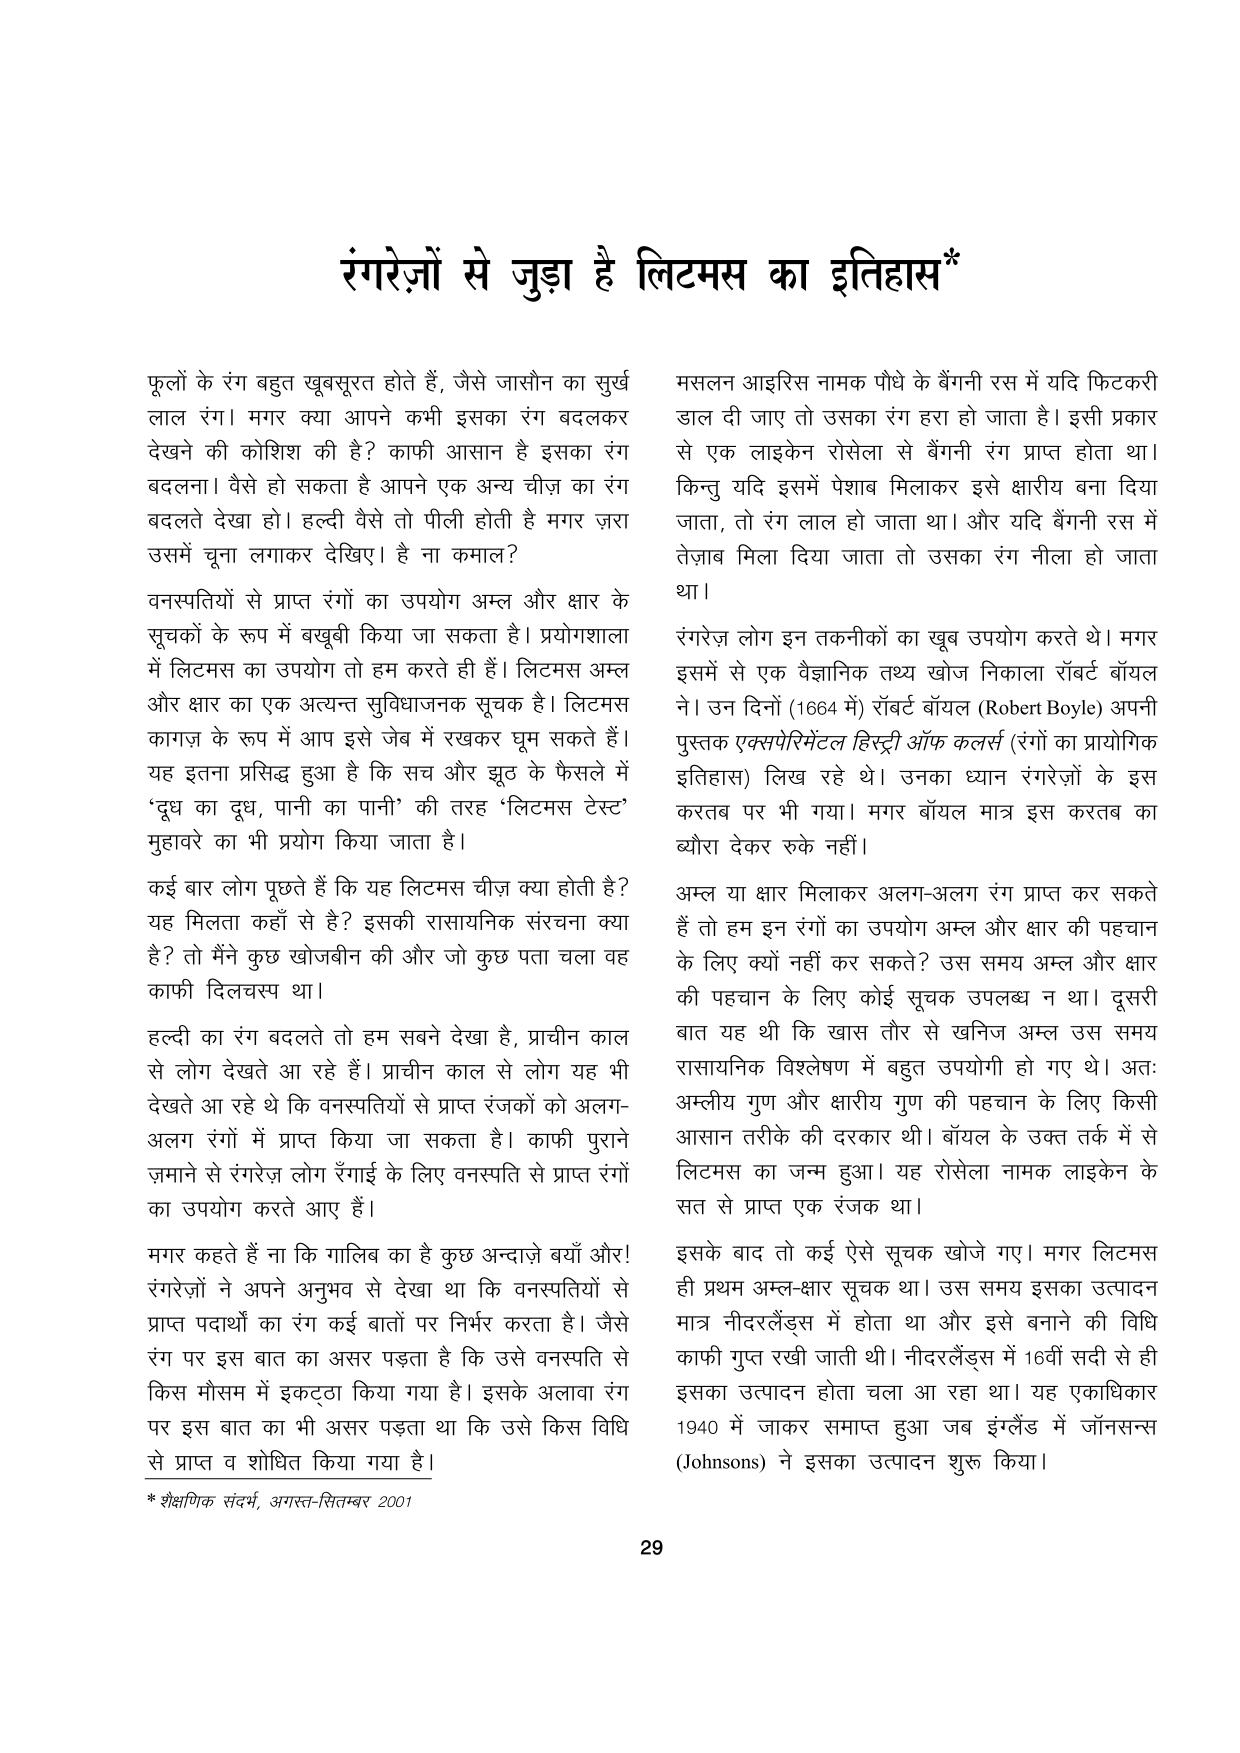 रंगरेज़ों से जुड़ा है लिटमस का इतिहास*
फूलों के रंग बहुत खूबसूरत होते हैं, जैसे जासौन का सुर्ख
लाल रंग। मगर क्या आपने कभी इसका रंग बदलकर
देखने की कोशिश की है? काफी आसान है इसका रंग
बदलना। वैसे हो सकता है आपने एक अन्य चीज़ का रंग
बदलते देखा हो। हल्दी वैसे तो पीली होती है मगर ज़रा
उसमें चूना लगाकर देखिए। है ना कमाल?
वनस्पतियों से प्राप्त रंगों का उपयोग अम्ल और क्षार के
सूचकों के रूप में बखूबी किया जा सकता है। प्रयोगशाला
में लिटमस का उपयोग तो हम करते ही हैं। लिटमस अम्ल
और क्षार का एक अत्यन्त सुविधाजनक सूचक है। लिटमस
कागज़ के रूप में आप इसे जेब में रखकर घूम सकते हैं।
यह इतना प्रसिद्ध हुआ है कि सच और झूठ के फैसले में
‘दूध का दूध, पानी का पानी’ की तरह ‘लिटमस टेस्ट’
मुहावरे का भी प्रयोग किया जाता है।
कई बार लोग पूछते हैं कि यह लिटमस चीज़ क्या होती है?
यह मिलता कहाँ से है? इसकी रासायनिक संरचना क्या
है? तो मैंने कुछ खोजबीन की और जो कुछ पता चला वह
काफी दिलचस्प था।
हल्दी का रंग बदलते तो हम सबने देखा है, प्राचीन काल
से लोग देखते आ रहे हैं। प्राचीन काल से लोग यह भी
देखते आ रहे थे कि वनस्पतियों से प्राप्त रंजकों को अलग-
अलग रंगों में प्राप्त किया जा सकता है। काफी पुराने
ज़माने से रंगरेज़ लोग रँगाई के लिए वनस्पति से प्राप्त रंगों
का उपयोग करते आए हैं।
मगर कहते हैं ना कि गालिब का है कुछ अन्दाज़े बयाँ और!
रंगरेज़ों ने अपने अनुभव से देखा था कि वनस्पतियों से
प्राप्त पदार्थों का रंग कई बातों पर निर्भर करता है। जैसे
रंग पर इस बात का असर पड़ता है कि उसे वनस्पति से
किस मौसम में इकट्ठा किया गया है। इसके अलावा रंग
पर इस बात का भी असर पड़ता था कि उसे किस विधि
से प्राप्त व शोधित किया गया है।
* शैक्षणिक संदर्भ, अगस्त-सितम्बर 2001
मसलन आइरिस नामक पौधे के बैंगनी रस में यदि फिटकरी
डाल दी जाए तो उसका रंग हरा हो जाता है। इसी प्रकार
से एक लाइकेन रोसेला से बैंगनी रंग प्राप्त होता था।
किन्तु यदि इसमें पेशाब मिलाकर इसे क्षारीय बना दिया
जाता, तो रंग लाल हो जाता था। और यदि बैंगनी रस में
तेज़ाब मिला दिया जाता तो उसका रंग नीला हो जाता
था।
रंगरेज़ लोग इन तकनीकों का खूब उपयोग करते थे। मगर
इसमें से एक वैज्ञानिक तथ्य खोज निकाला रॉबर्ट बॉयल
ने। उन दिनों (1664 में) रॉबर्ट बॉयल (Robert Boyle) अपनी
पुस्तक एक्सपेरिमेंटल हिस्ट्री ऑफ कलर्स (रंगों का प्रायोगिक
इतिहास) लिख रहे थे। उनका ध्यान रंगरेज़ों के इस
करतब पर भी गया। मगर बॉयल मात्र इस करतब का
ब्यौरा देकर रुके नहीं।
अम्ल या क्षार मिलाकर अलग-अलग रंग प्राप्त कर सकते
हैं तो हम इन रंगों का उपयोग अम्ल और क्षार की पहचान
के लिए क्यों नहीं कर सकते? उस समय अम्ल और क्षार
की पहचान के लिए कोई सूचक उपलब्ध न था। दूसरी
बात यह थी कि खास तौर से खनिज अम्ल उस समय
रासायनिक विश्लेषण में बहुत उपयोगी हो गए थे। अतः
अम्लीय गुण और क्षारीय गुण की पहचान के लिए किसी
आसान तरीके की दरकार थी। बॉयल के उक्त तर्क में से
लिटमस का जन्म हुआ। यह रोसेला नामक लाइकेन के
सत से प्राप्त एक रंजक था।
इसके बाद तो कई ऐसे सूचक खोजे गए। मगर लिटमस
ही प्रथम अम्ल-क्षार सूचक था। उस समय इसका उत्पादन
मात्र नीदरलैंड्स में होता था और इसे बनाने की विधि
काफी गुप्त रखी जाती थी। नीदरलैंड्स में 16वीं सदी से ही
इसका उत्पादन होता चला आ रहा था। यह एकाधिकार
1940 में जाकर समाप्त हुआ जब इंग्लैंड में जॉनसन्स
(Johnsons) ने इसका उत्पादन शुरू किया।
29